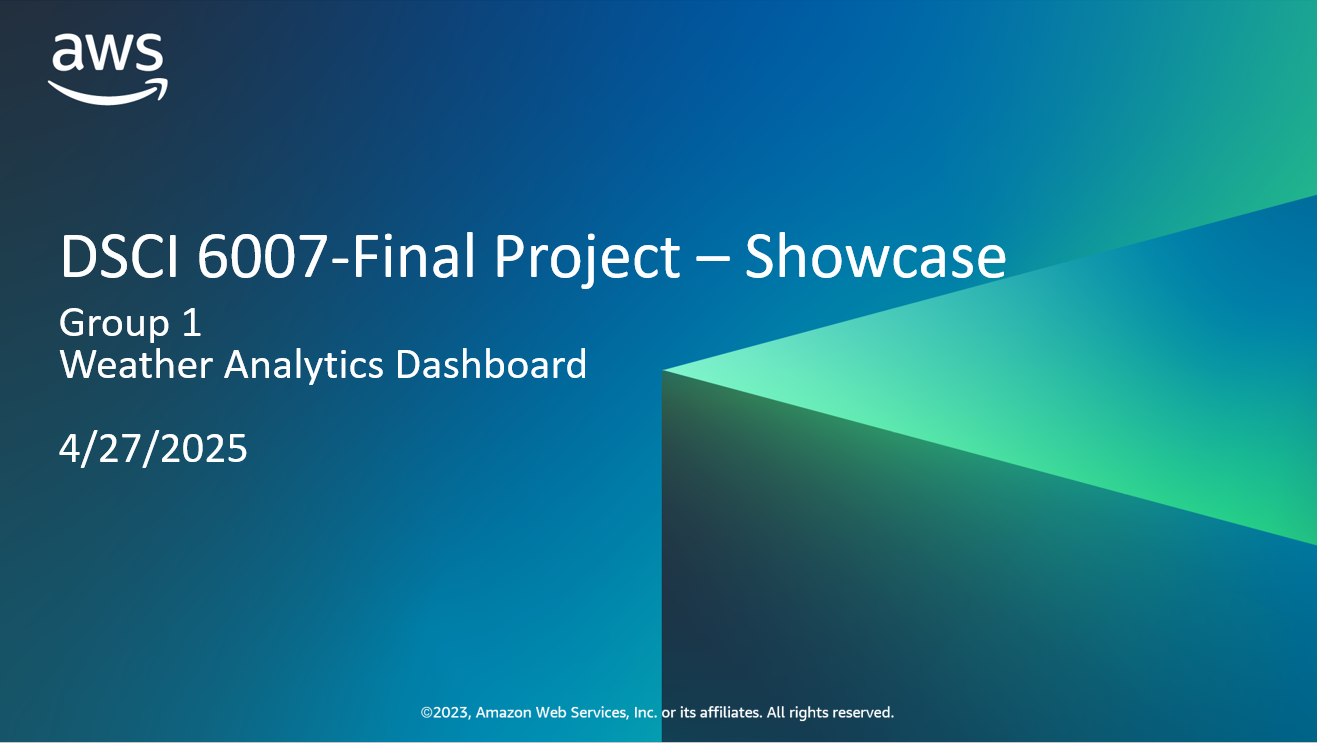 aws
DSCI 6007-Final Project – Showcase
Group 1
Weather Analytics Dashboard
4/27/2025
©2023, Amazon Web Services, Inc. or its affiliates. All rights reserved.